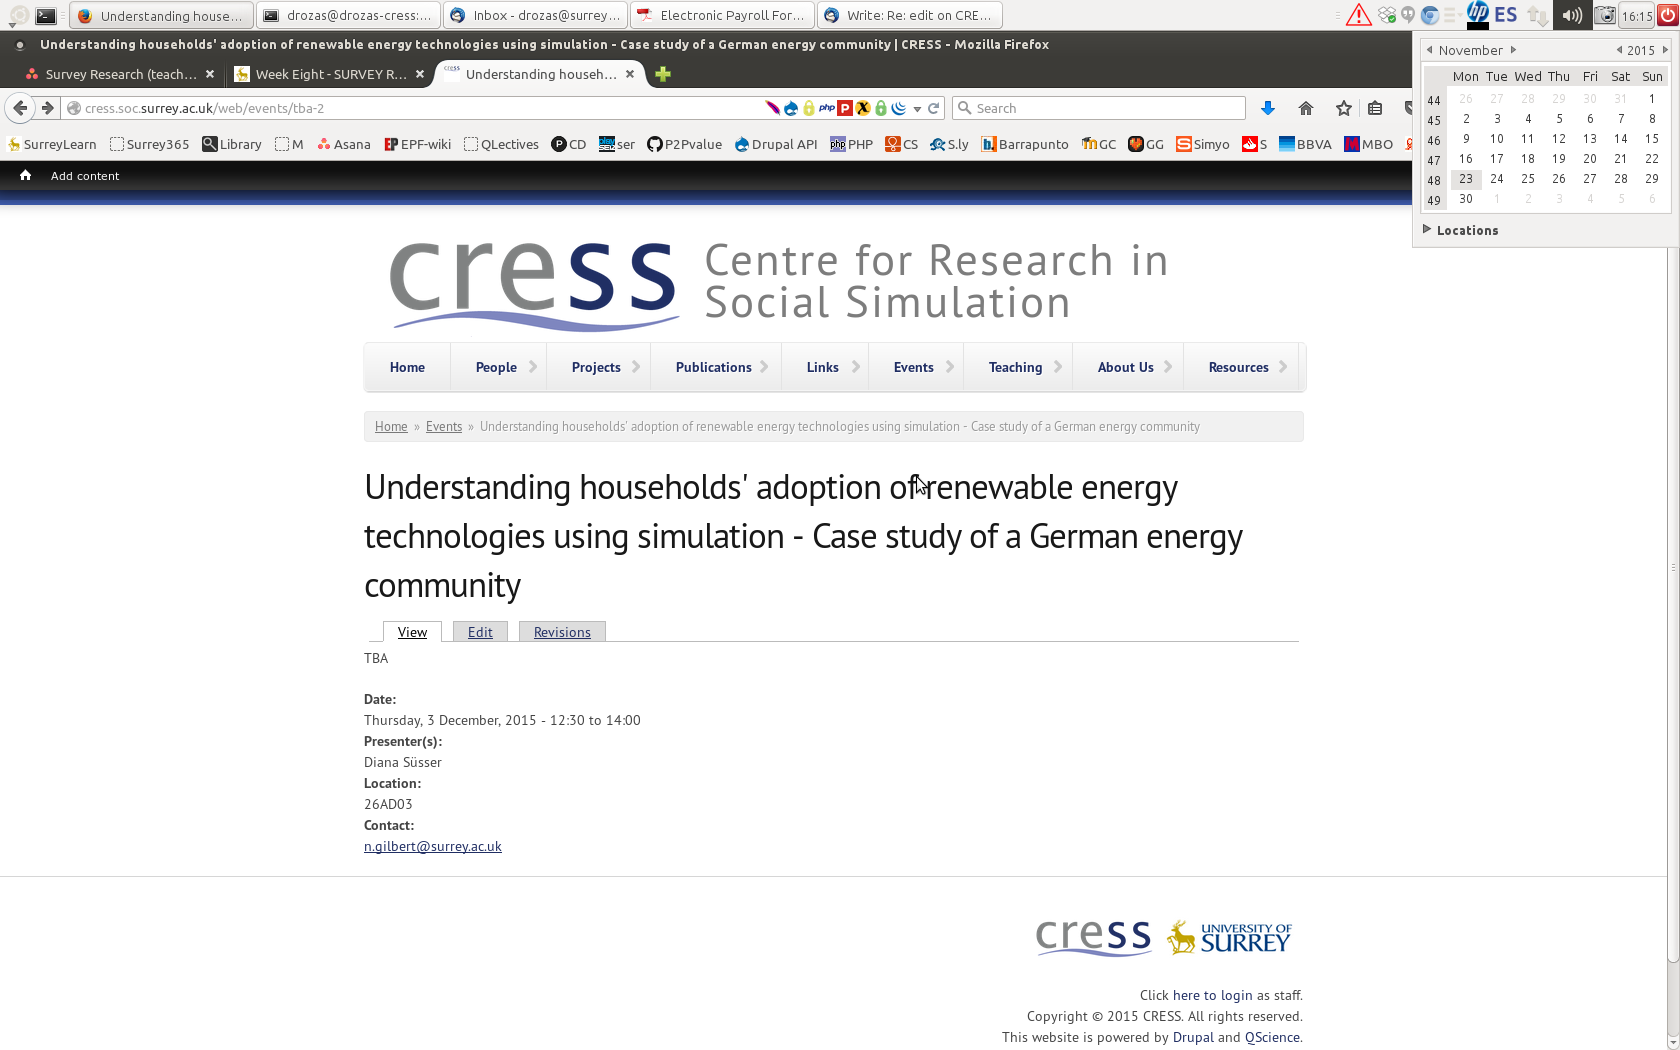 Understanding house...
drozas@drozas-cress:...
Inbox - drozas@surrey...
Electronic Payroll For...
Write: Re: edit on CRE...
hp
ES
16:15
Understanding households' adoption of renewable energy technologies using simulation - Case study of a German energy community | CRESS - Mozilla Firefox
Survey Research (teach...
Week Eight - SURVEY R...
cress
Understanding househ...
cress.soc.surrey.ac.uk/web/events/tba-2
php
P
Search
SurreyLearn
Surrey365
Library
M
Asana
EPF-wiki
QLectives
CD
ser
P2Pvalue
Drupal API
PHP
CS
S.ly
Barrapunto
GC
GG
Simyo
S
BBVA
MBO
Add content
November
2015
Mon Tue Wed Thu Fri Sat Sun
44 26 27 28 29 30 31 1
45 2 3 4 5 6 7 8
46 9 10 11 12 13 14 15
47 16 17 18 19 20 21 22
48 23 24 25 26 27 28 29
49 30 1 2 3 4 5 6
Locations
cress
Centre for Research in
Social Simulation
Home
People
Projects
Publications
Links
Events
Teaching
About Us
Resources
Home » Events » Understanding households' adoption of renewable energy technologies using simulation - Case study of a German energy community
Understanding households' adoption of renewable energy
technologies using simulation - Case study of a German energy
community
View
Edit
Revisions
TBA
Date:
Thursday, 3 December, 2015 - 12:30 to 14:00
Presenter(s):
Diana Süsser
Location:
26AD03
Contact:
n.gilbert@surrey.ac.uk
cress
UNIVERSITY OF
SURREY
Click here to login as staff.
Copyright © 2015 CRESS. All rights reserved.
This website is powered by Drupal and QScience.